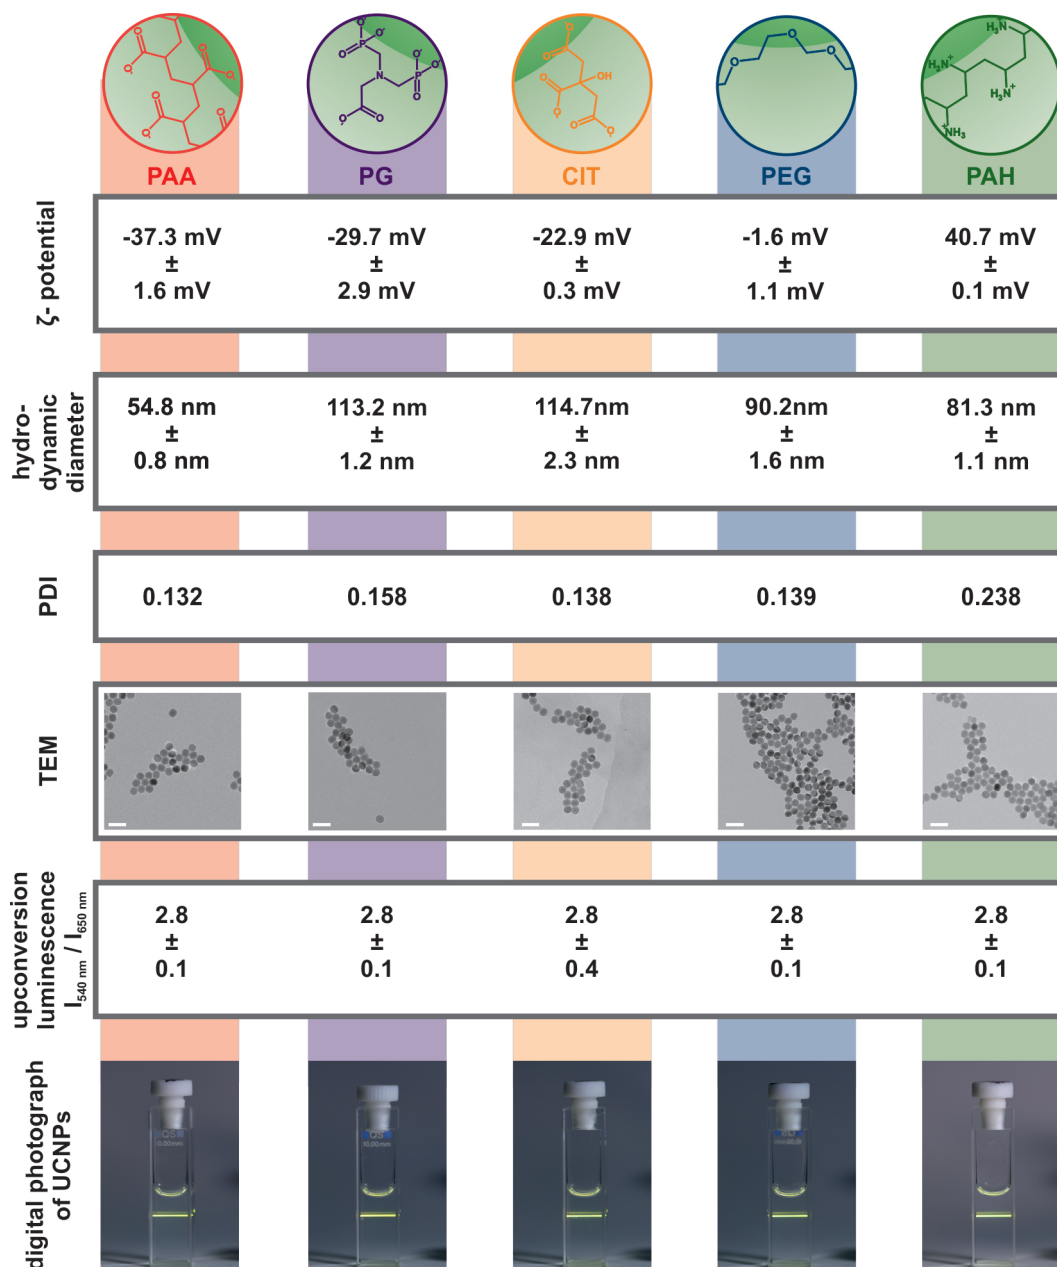 PAA PG CIT PEG PAH
ζ- potential
-37.3 mV -29.7 mV -22.9 mV -1.6 mV 40.7 mV
± ± ± ± ±
1.6 mV 2.9 mV 0.3 mV 1.1 mV 0.1 mV
hydro-
dynamic
diameter
54.8 nm 113.2 nm 114.7nm 90.2nm 81.3 nm
± ± ± ± ±
0.8 nm 1.2 nm 2.3 nm 1.6 nm 1.1 nm
PDI
0.132 0.158 0.138 0.139 0.238
TEM
upconversion
luminescence
I540 nm / I650 nm
2.8 2.8 2.8 2.8 2.8
± ± ± ± ±
0.1 0.1 0.4 0.1 0.1
digital photograph
of UCNPs